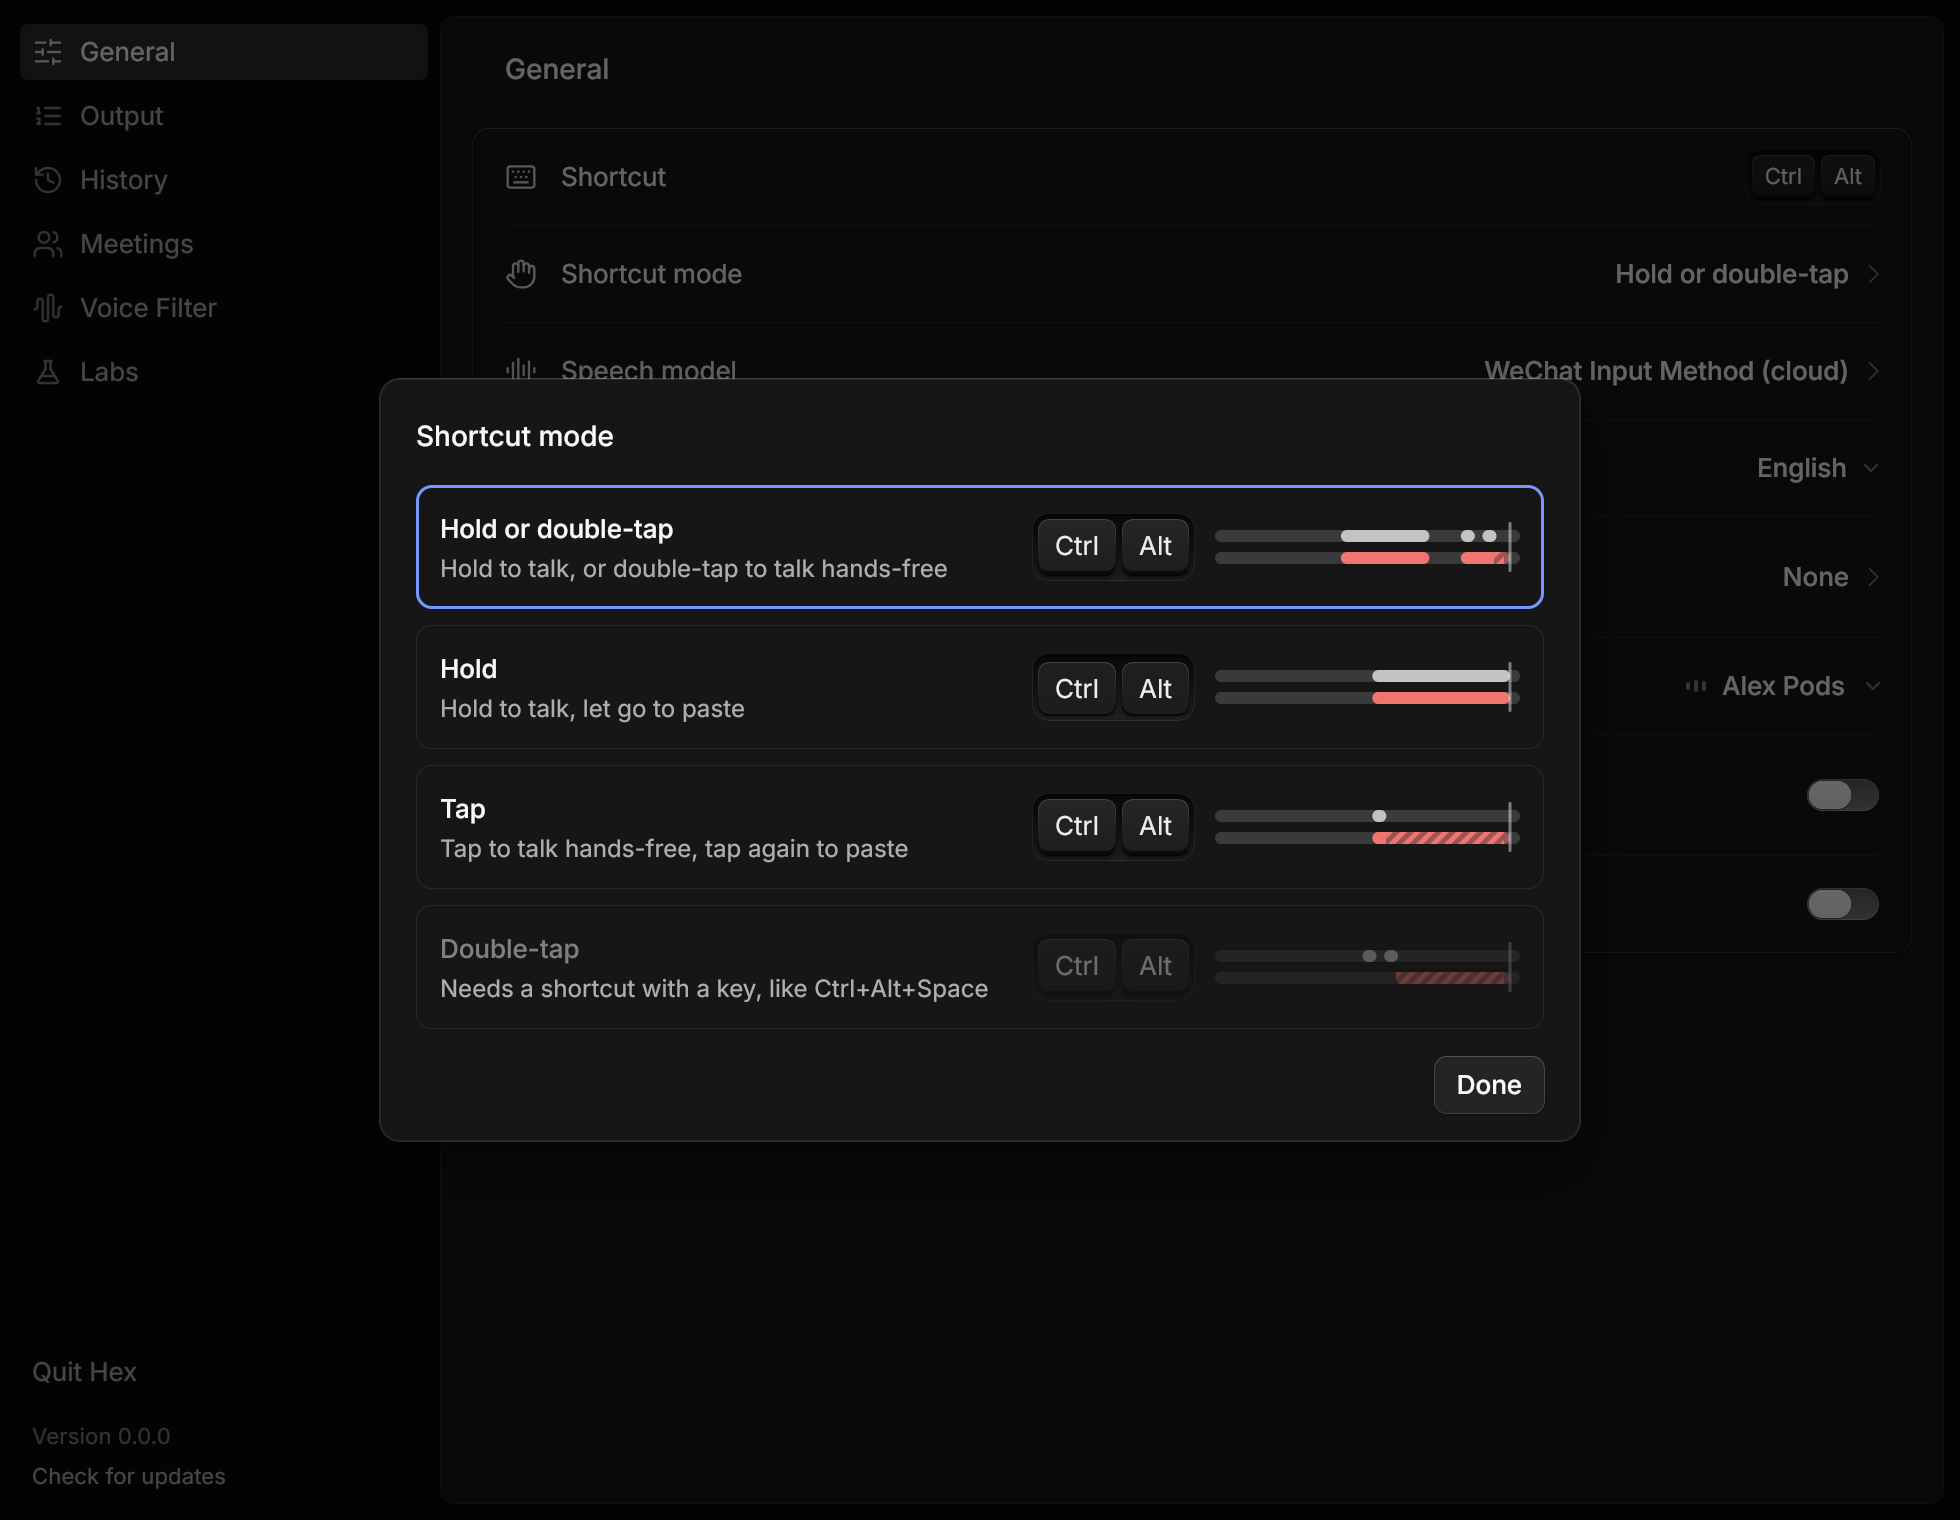 General
Output
History
Meetings
Voice Filter
Labs
Quit Hex
Version 0.0.0
Check for updates
General
Shortcut
Ctrl Alt
Shortcut mode
Hold or double-tap
Speech model
WeChat Input Method (cloud)
English
None
Alex Pods
Shortcut mode
Hold or double-tap
Hold to talk, or double-tap to talk hands-free
Ctrl Alt
Hold
Hold to talk, let go to paste
Ctrl Alt
Tap
Tap to talk hands-free, tap again to paste
Ctrl Alt
Double-tap
Needs a shortcut with a key, like Ctrl+Alt+Space
Ctrl Alt
Done